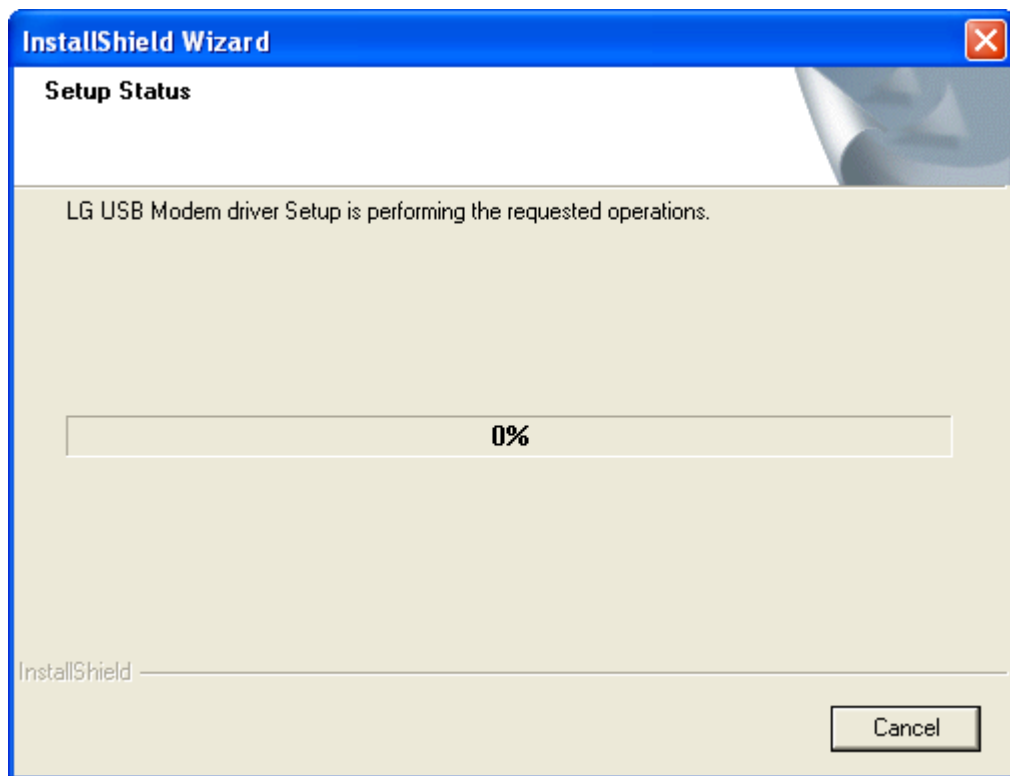 InstallShield Wizard
Setup Status
LG USB Modem driver Setup is performing the requested operations.
0%
InstallShield
Cancel